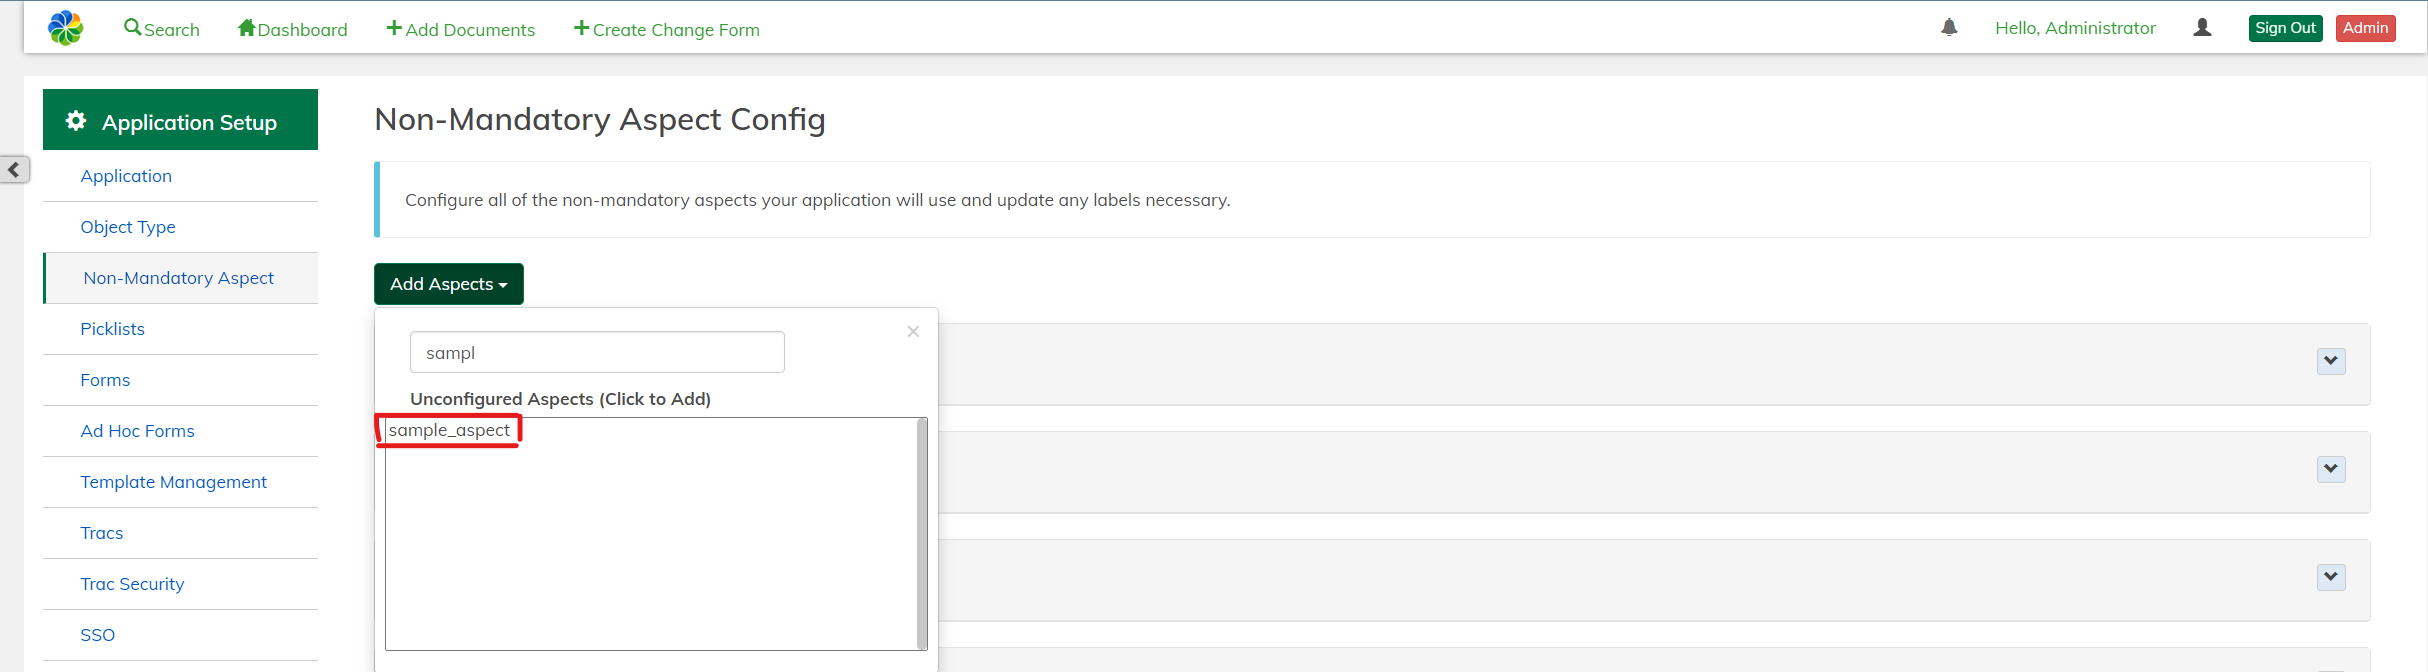 Search Dashboard Add Documents Create Change Form Hello, Administrator Sign Out Admin
Application Setup
Application
Object Type
Non-Mandatory Aspect
Picklists
Forms
Ad Hoc Forms
Template Management
Tracs
Trac Security
SSO
Non-Mandatory Aspect Config
Configure all of the non-mandatory aspects your application will use and update any labels necessary.
Add Aspects
sampl
Unconfigured Aspects (Click to Add)
sample_aspect